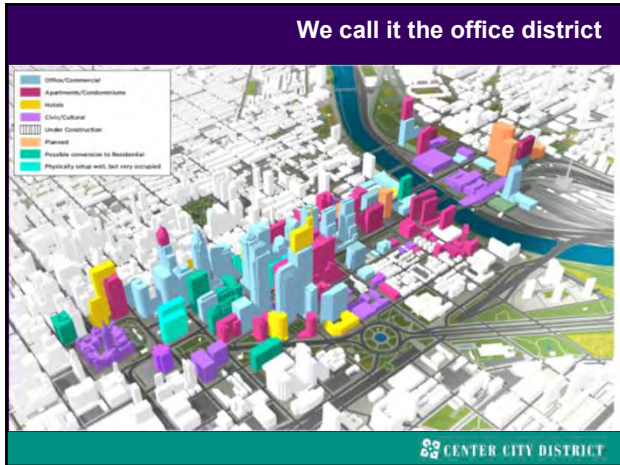 We call it the office district
Office/Commercial
Apartments/Condominiums
Hotels
Civic/Cultural
Under Construction
Planned
Possible conversion to Residential
Physically setup well, but very occupied
CENTER CITY DISTRICT